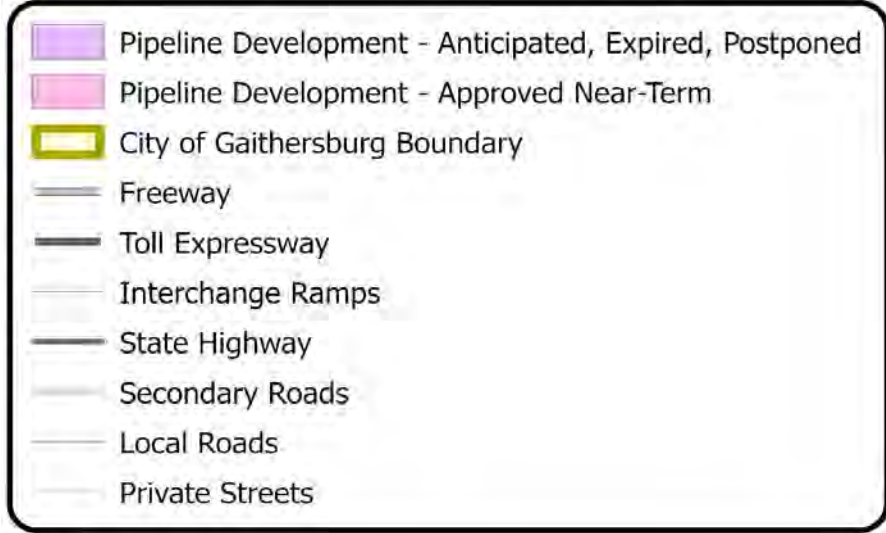 Pipeline Development - Anticipated, Expired, Postponed
Pipeline Development - Approved Near-Term
City of Gaithersburg Boundary
Freeway
Toll Expressway
Interchange Ramps
State Highway
Secondary Roads
Local Roads
Private Streets